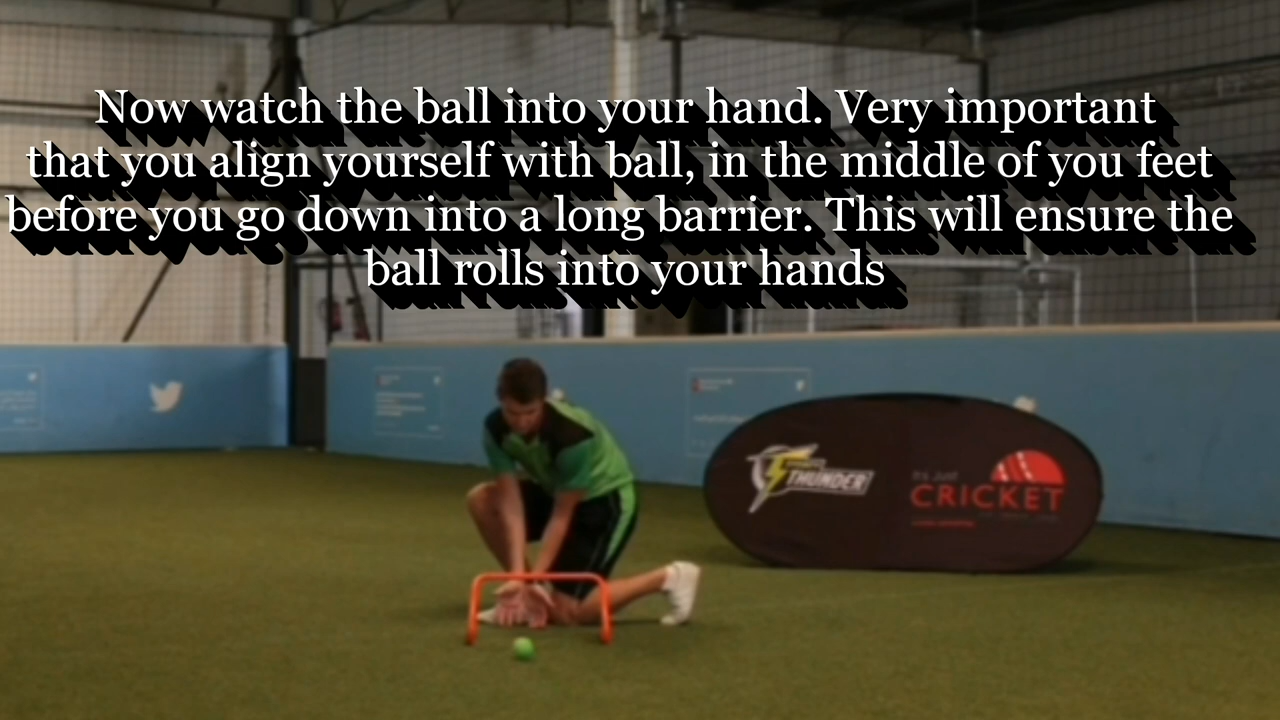 Now watch the ball into your hand. Very important
that you align yourself with ball, in the middle of you feet
before you go down into a long barrier. This will ensure the
ball rolls into your hands
THUNDER
It's Just
CRICKET